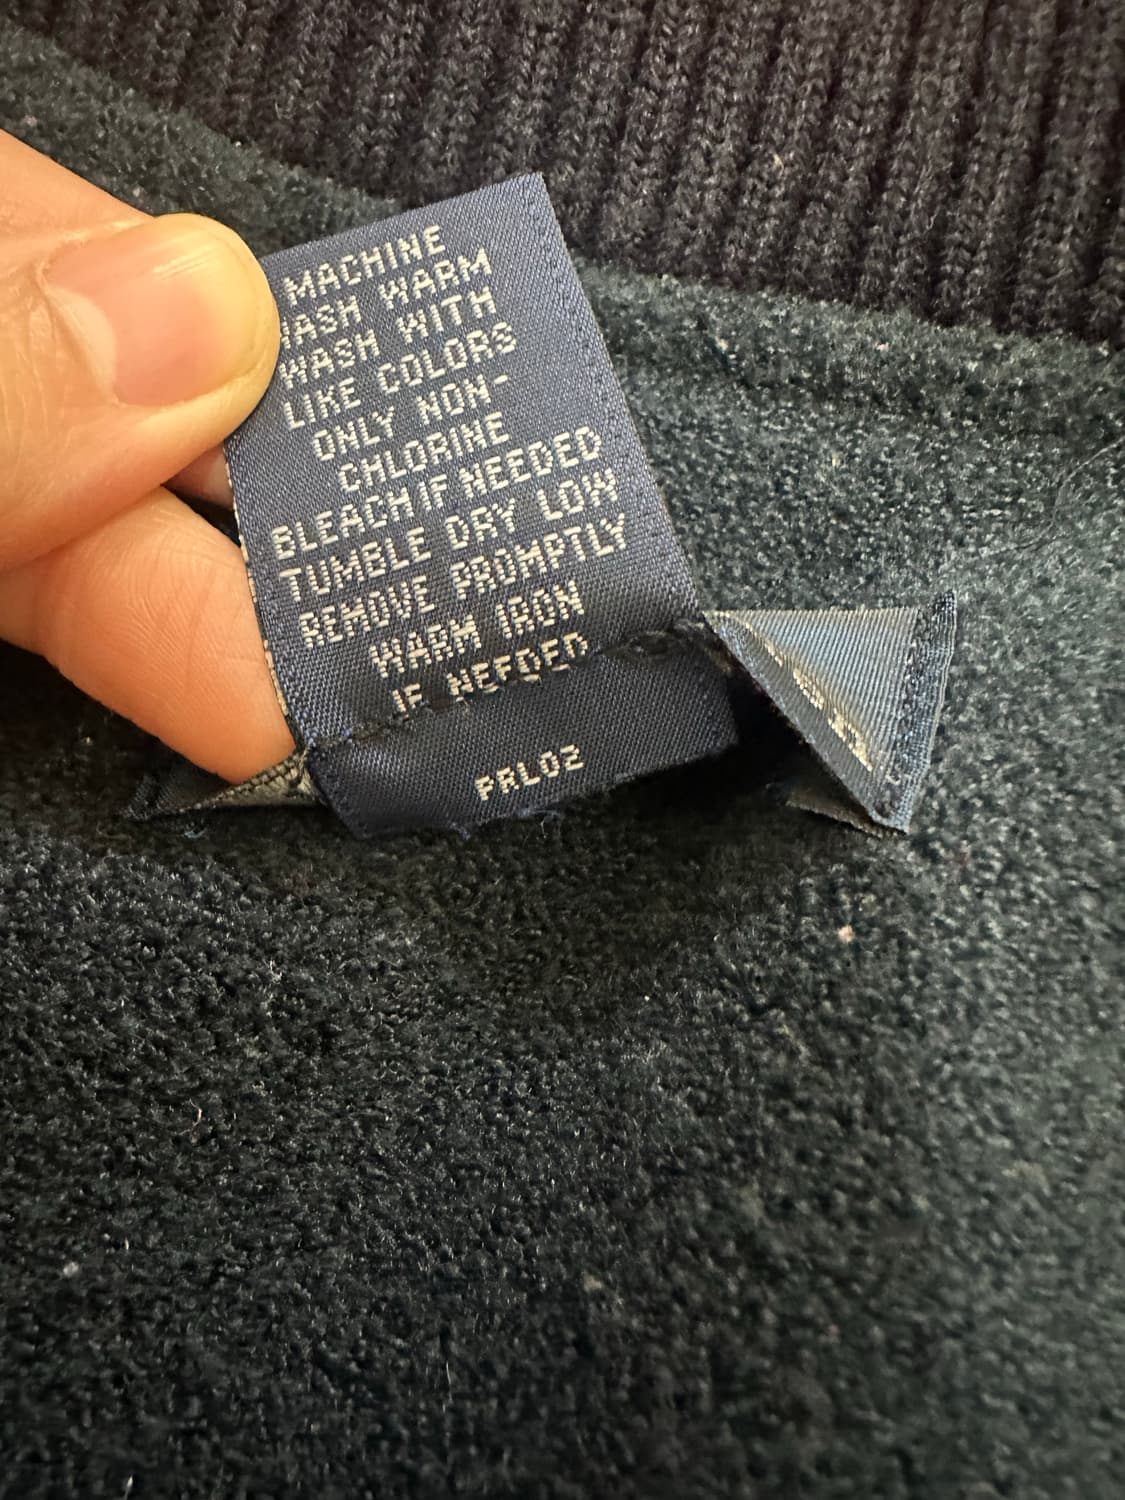 MACHINE
WASH WARM
WASH WITH
LIKE COLORS
ONLY NON-
CHLORINE
BLEACH IF NEEDED
TUMBLE DRY LOW
REMOVE PROMPTLY
WARM IRON
IF NEEDED
PRL02